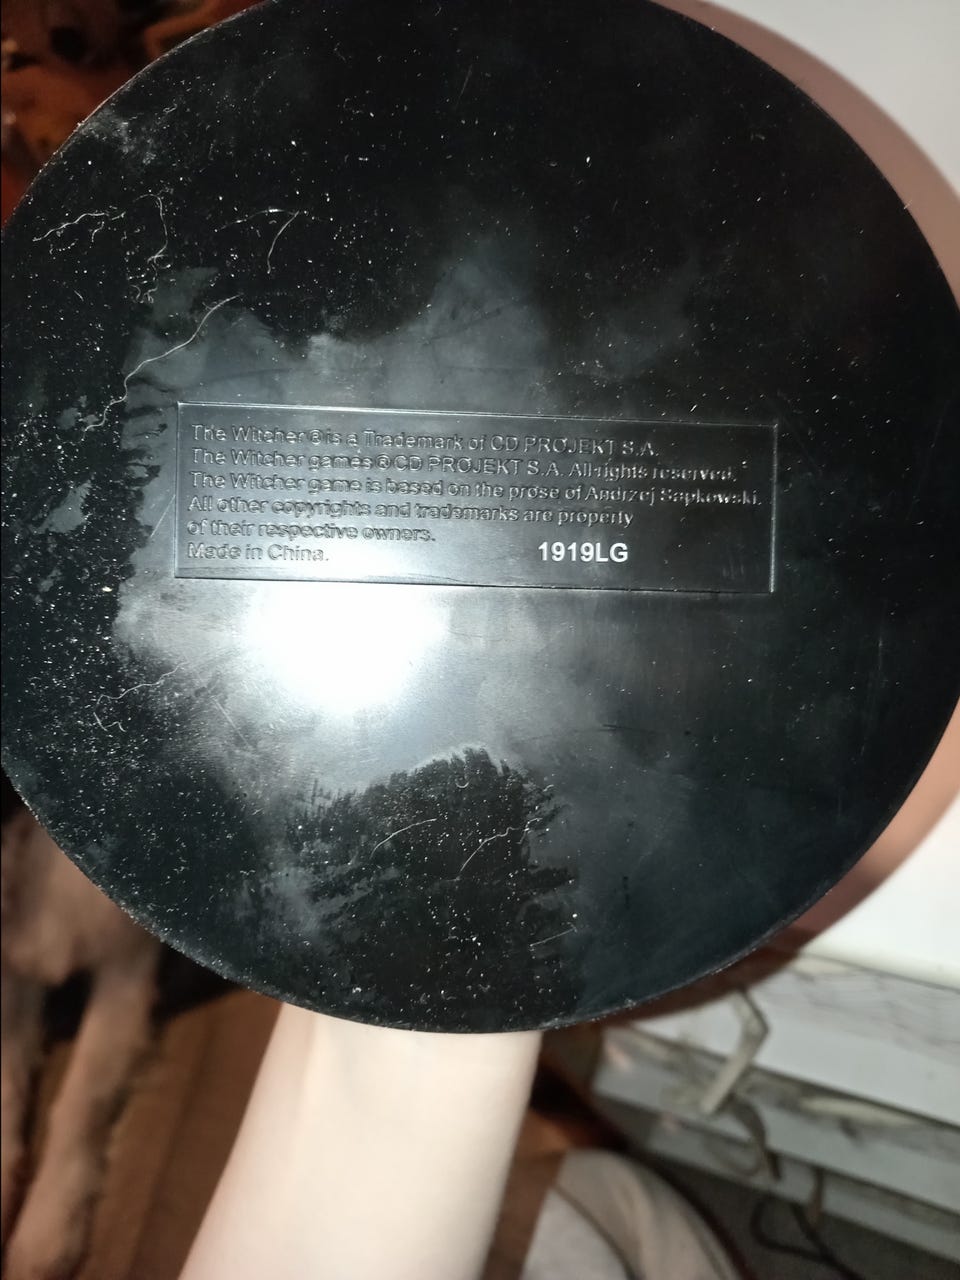 The Witcher ® is a Trademark of CD PROJEKT S.A.
The Witcher games ® CD PROJEKT S.A. All rights reserved.
The Witcher game is based on the prose of Andrzej Sapkowski.
All other copyrights and trademarks are property
of their respective owners.
Made in China. 1919LG